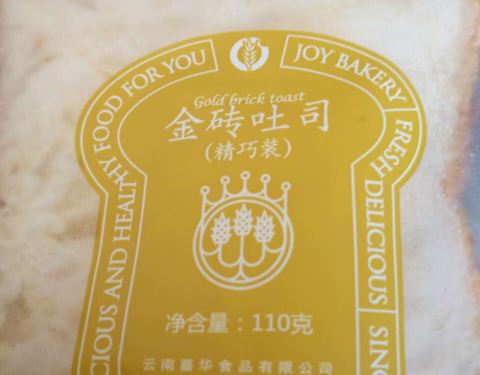 CIOUS AND HEALTHY FOOD FOR YOU
JOY BAKERY
FRESH DELICIOUS
SINC
Gold brick toast
金砖吐司
(精巧装)
净含量：110克
云南嘉华食品有限公司